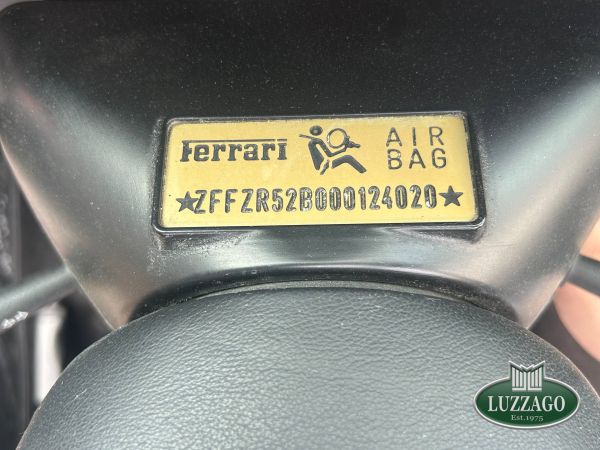 Ferrari
AIR
BAG
★ZFFZR52B000124020★
LUZZAGO
Est.1975